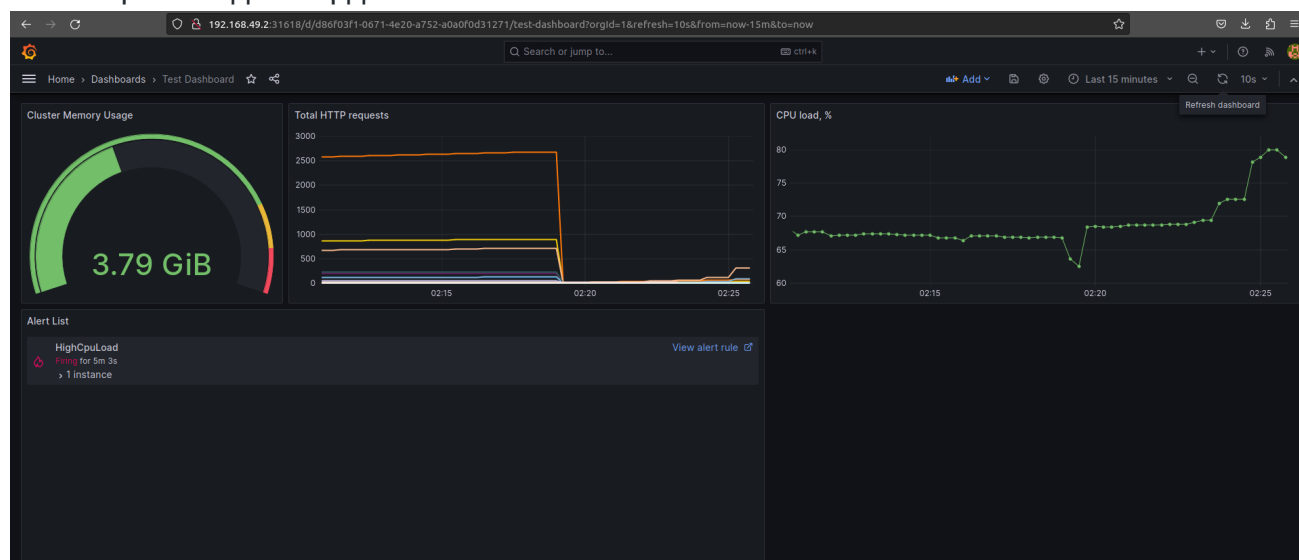 192.168.49.2:31618/d/d86f03f1-0671-4e20-a752-a0a0f0d31271/test-dashboard?orgId=1&refresh=10s&from=now-15m&to=now
Search or jump to...
ctrl+k
Home › Dashboards › Test Dashboard
Add
Last 15 minutes
10s
Refresh dashboard
Cluster Memory Usage
3.79 GiB
Total HTTP requests
3000
2500
2000
1500
1000
500
0
02:15 02:20 02:25
CPU load, %
80
75
70
65
60
02:15 02:20 02:25
Alert List
HighCpuLoad
View alert rule
Firing for 5m 3s
› 1 instance